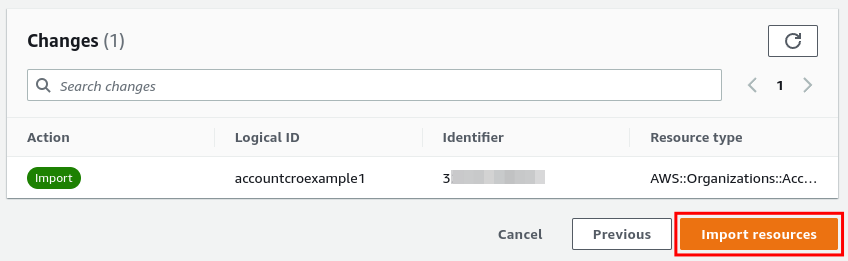 Changes (1)
Search changes
1
Action Logical ID Identifier Resource type
Import accountcroexample1 3 AWS::Organizations::Acc...
Cancel Previous Import resources